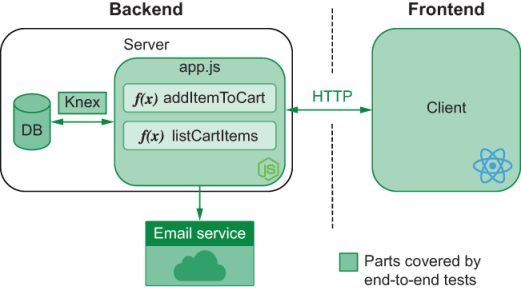 Backend
Frontend
Server
app.js
f(x) addItemToCart
f(x) listCartItems
Knex
DB
HTTP
Client
JS
Email service
Parts covered by
end-to-end tests